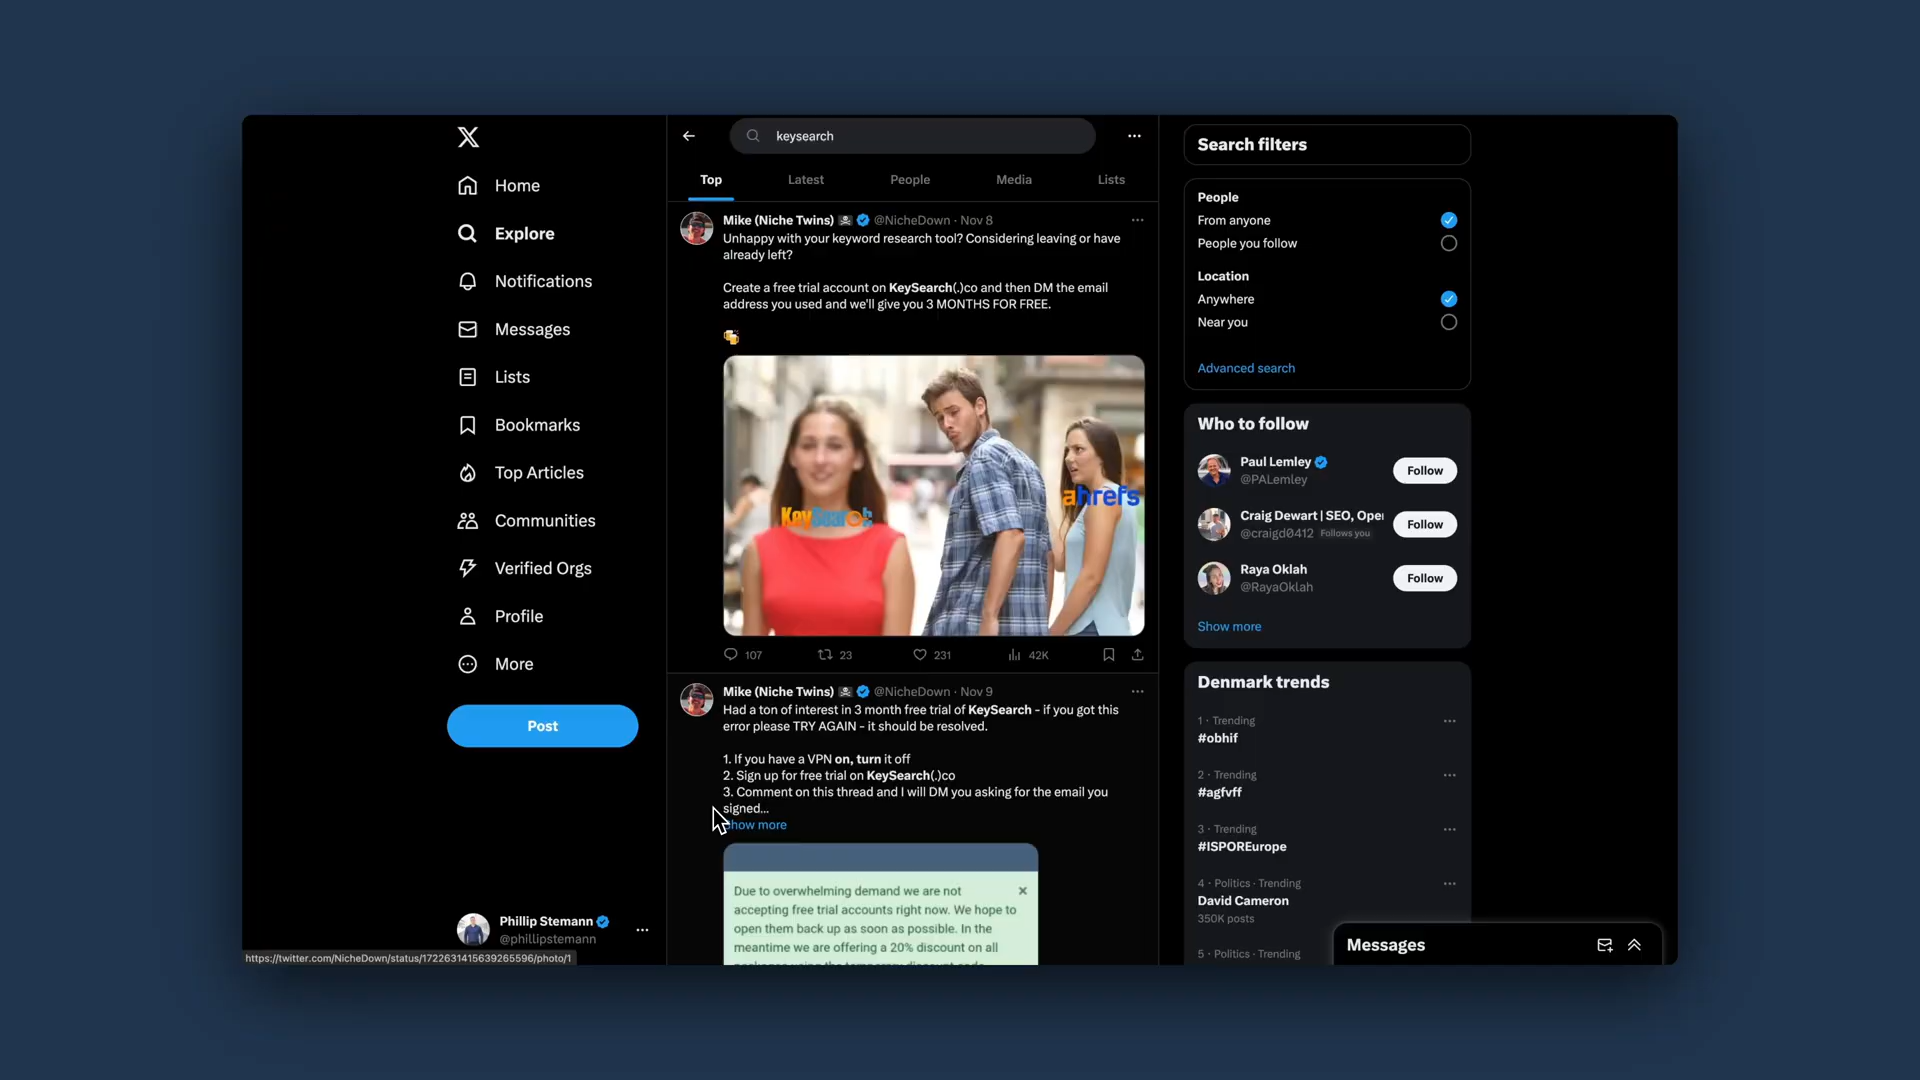 Home
Explore
Notifications
Messages
Lists
Bookmarks
Top Articles
Communities
Verified Orgs
Profile
More
Post
Phillip Stemann
@phillipstemann
https://twitter.com/NicheDown/status/1722631415639265596/photo/1
keysearch
Top
Latest
People
Media
Lists
Mike (Niche Twins) @NicheDown · Nov 8
Unhappy with your keyword research tool? Considering leaving or have
already left?
Create a free trial account on KeySearch(.)co and then DM the email
address you used and we'll give you 3 MONTHS FOR FREE.
KeySearch
ahrefs
107
23
231
42K
Mike (Niche Twins) @NicheDown · Nov 9
Had a ton of interest in 3 month free trial of KeySearch - if you got this
error please TRY AGAIN - it should be resolved.
1. If you have a VPN on, turn it off
2. Sign up for free trial on KeySearch(.)co
3. Comment on this thread and I will DM you asking for the email you
signed...
Show more
Due to overwhelming demand we are not
accepting free trial accounts right now. We hope to
open them back up as soon as possible. In the
meantime we are offering a 20% discount on all
Search filters
People
From anyone
People you follow
Location
Anywhere
Near you
Advanced search
Who to follow
Paul Lemley
@PALemley
Follow
Craig Dewart | SEO, Oper
@craigd0412 Follows you
Follow
Raya Oklah
@RayaOklah
Follow
Show more
Denmark trends
1 · Trending
#obhif
2 · Trending
#agfvff
3 · Trending
#ISPOREurope
4 · Politics · Trending
David Cameron
350K posts
5 · Politics · Trending
Messages